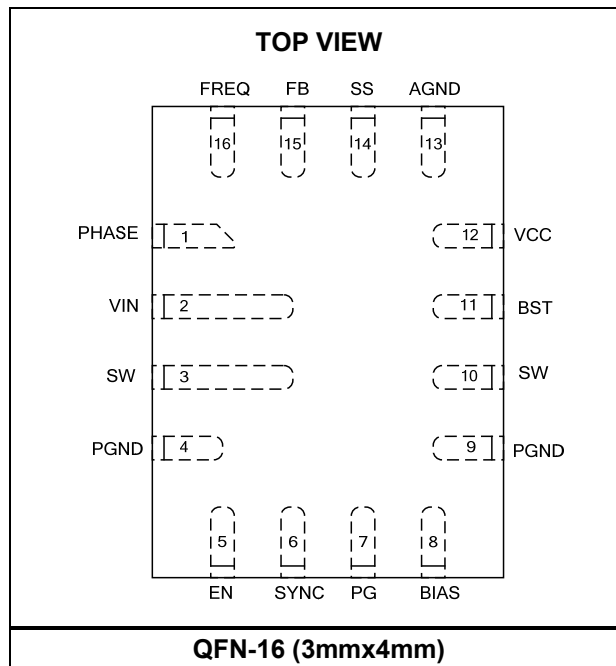 TOP VIEW
FREQ FB SS AGND
16 15 14 13
PHASE 1 12 VCC
VIN 2 11 BST
SW 3 10 SW
PGND 4 9 PGND
5 6 7 8
EN SYNC PG BIAS
QFN-16 (3mmx4mm)